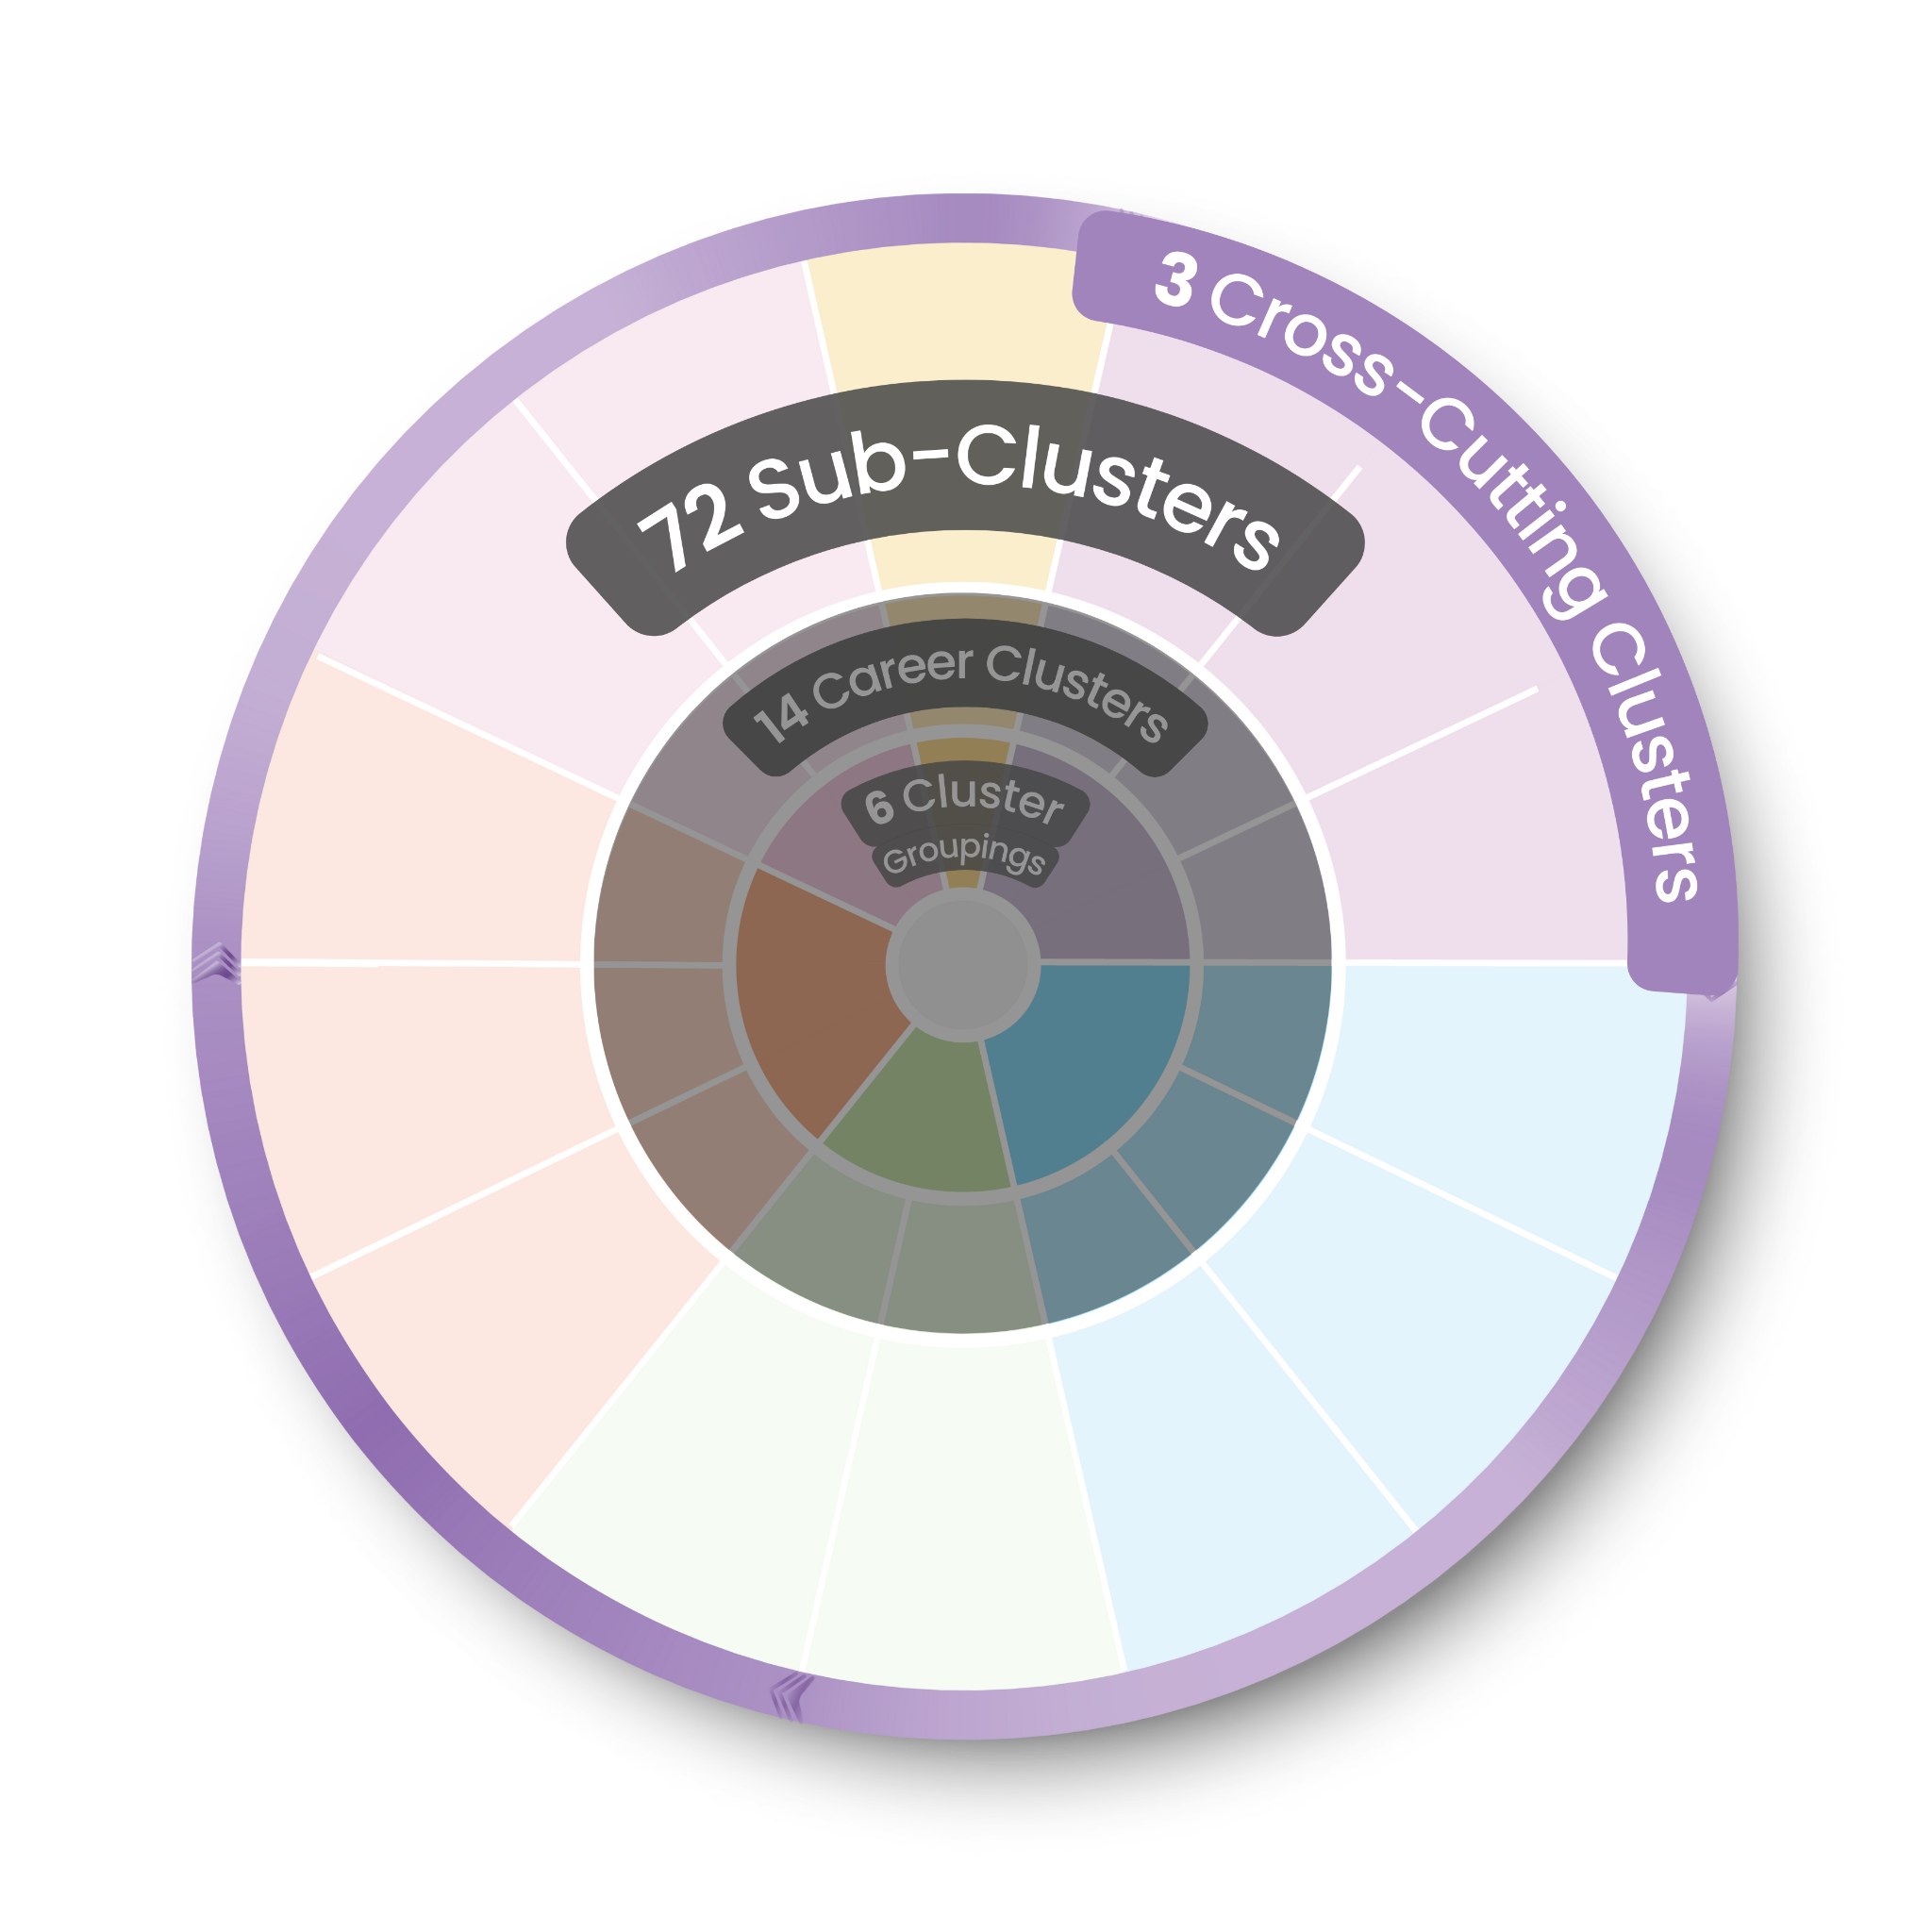 3 Cross-Cutting Clusters
72 Sub-Clusters
14 Career Clusters
6 Cluster
Groupings